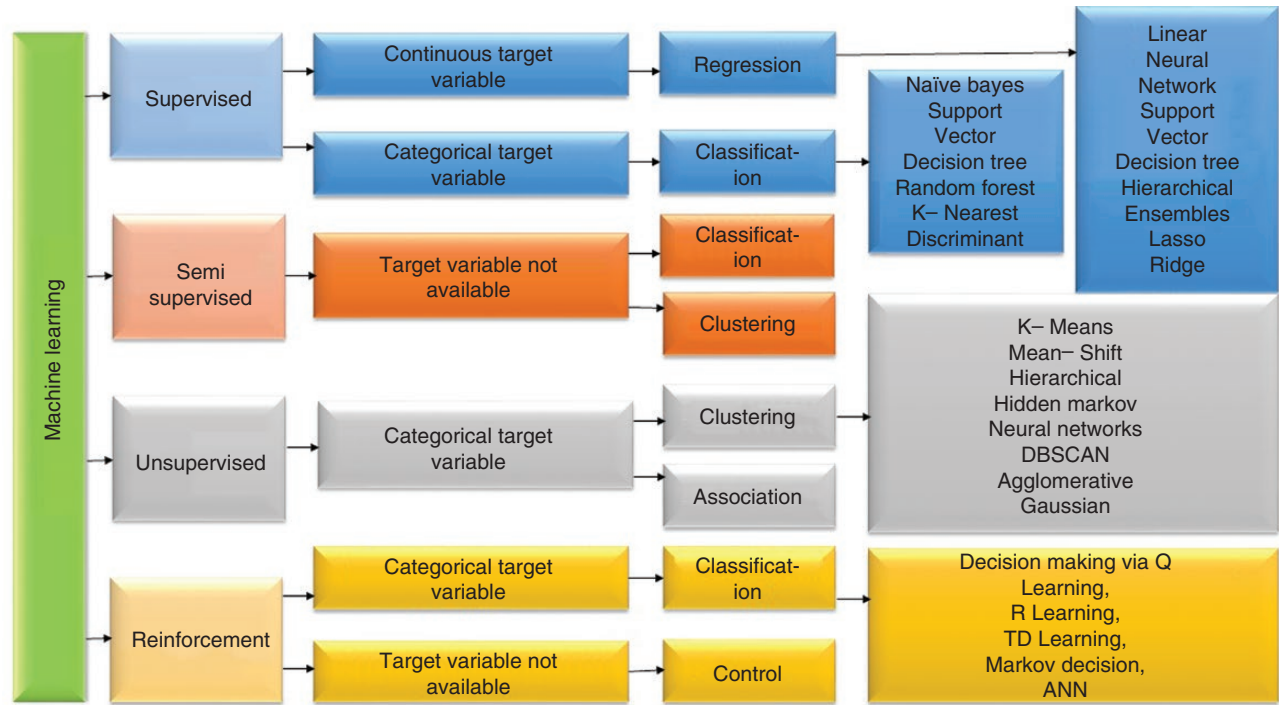 Machine learning
Supervised
Continuous target
variable
Regression
Linear
Neural
Network
Support
Vector
Decision tree
Hierarchical
Ensembles
Lasso
Ridge
Categorical target
variable
Classificat-
ion
Naïve bayes
Support
Vector
Decision tree
Random forest
K– Nearest
Discriminant
Semi
supervised
Target variable not
available
Classificat-
ion
Clustering
Unsupervised
Categorical target
variable
Clustering
Association
K– Means
Mean– Shift
Hierarchical
Hidden markov
Neural networks
DBSCAN
Agglomerative
Gaussian
Reinforcement
Categorical target
variable
Classificat-
ion
Target variable not
available
Control
Decision making via Q
Learning,
R Learning,
TD Learning,
Markov decision,
ANN